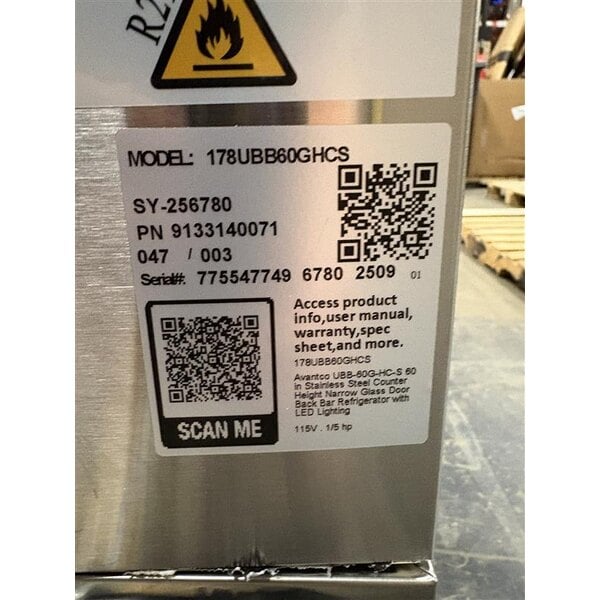 MODEL: 178UBB60GHCS
SY-256780
PN 9133140071
047 / 003
Serial#: 775547749 6780 2509 01
Access product
info,user manual,
warranty,spec
sheet,and more.
178UBB60GHCS
Avantco UBB-60G-HC-S 60
in Stainless Steel Counter
Height Narrow Glass Door
Back Bar Refrigerator with
LED Lighting
115V . 1/5 hp
SCAN ME